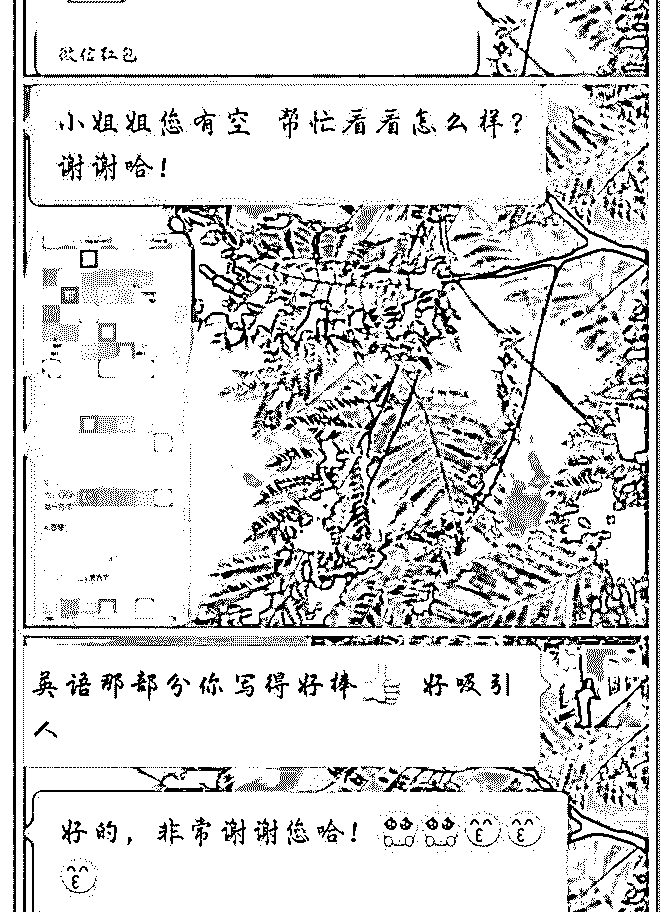 微信红包
小姐姐您有空 帮忙看看怎么样?
谢谢哈!
英语那部分你写得好棒👍 好吸引
人
好的, 非常谢谢您哈! 🤩🤩😙😙
😙